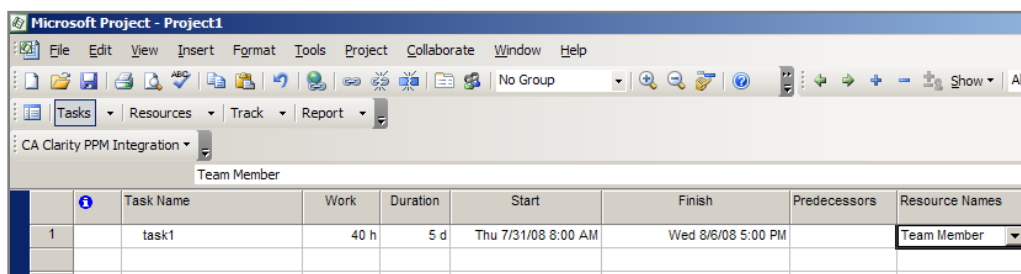 Microsoft Project - Project1
File Edit View Insert Format Tools Project Collaborate Window Help
ABC No Group Show
Tasks Resources Track Report
CA Clarity PPM Integration
Team Member
Task Name Work Duration Start Finish Predecessors Resource Names
1 task1 40 h 5 d Thu 7/31/08 8:00 AM Wed 8/6/08 5:00 PM Team Member